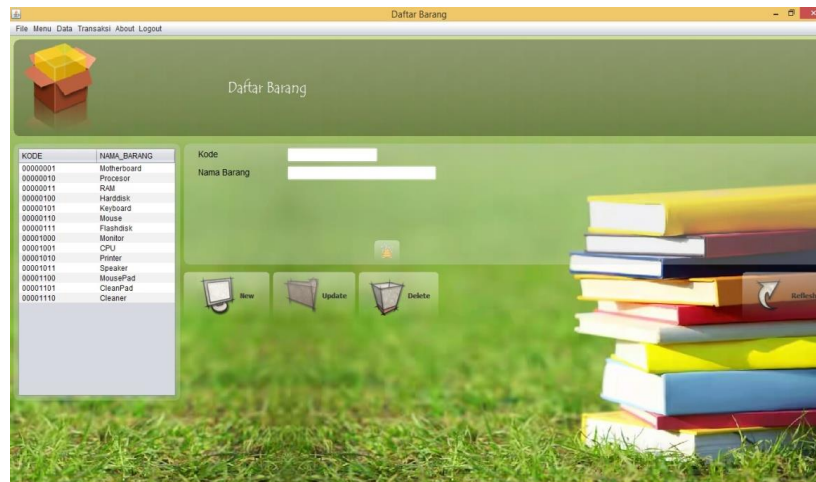 Daftar Barang
File Menu Data Transaksi About Logout
Daftar Barang
KODE NAMA_BARANG
00000001 Motherboard
00000010 Procesor
00000011 RAM
00000100 Harddisk
00000101 Keyboard
00000110 Mouse
00000111 Flashdisk
00001000 Monitor
00001001 CPU
00001010 Printer
00001011 Speaker
00001100 MousePad
00001101 CleanPad
00001110 Cleaner
Kode
Nama Barang
New Update Delete Reflesh